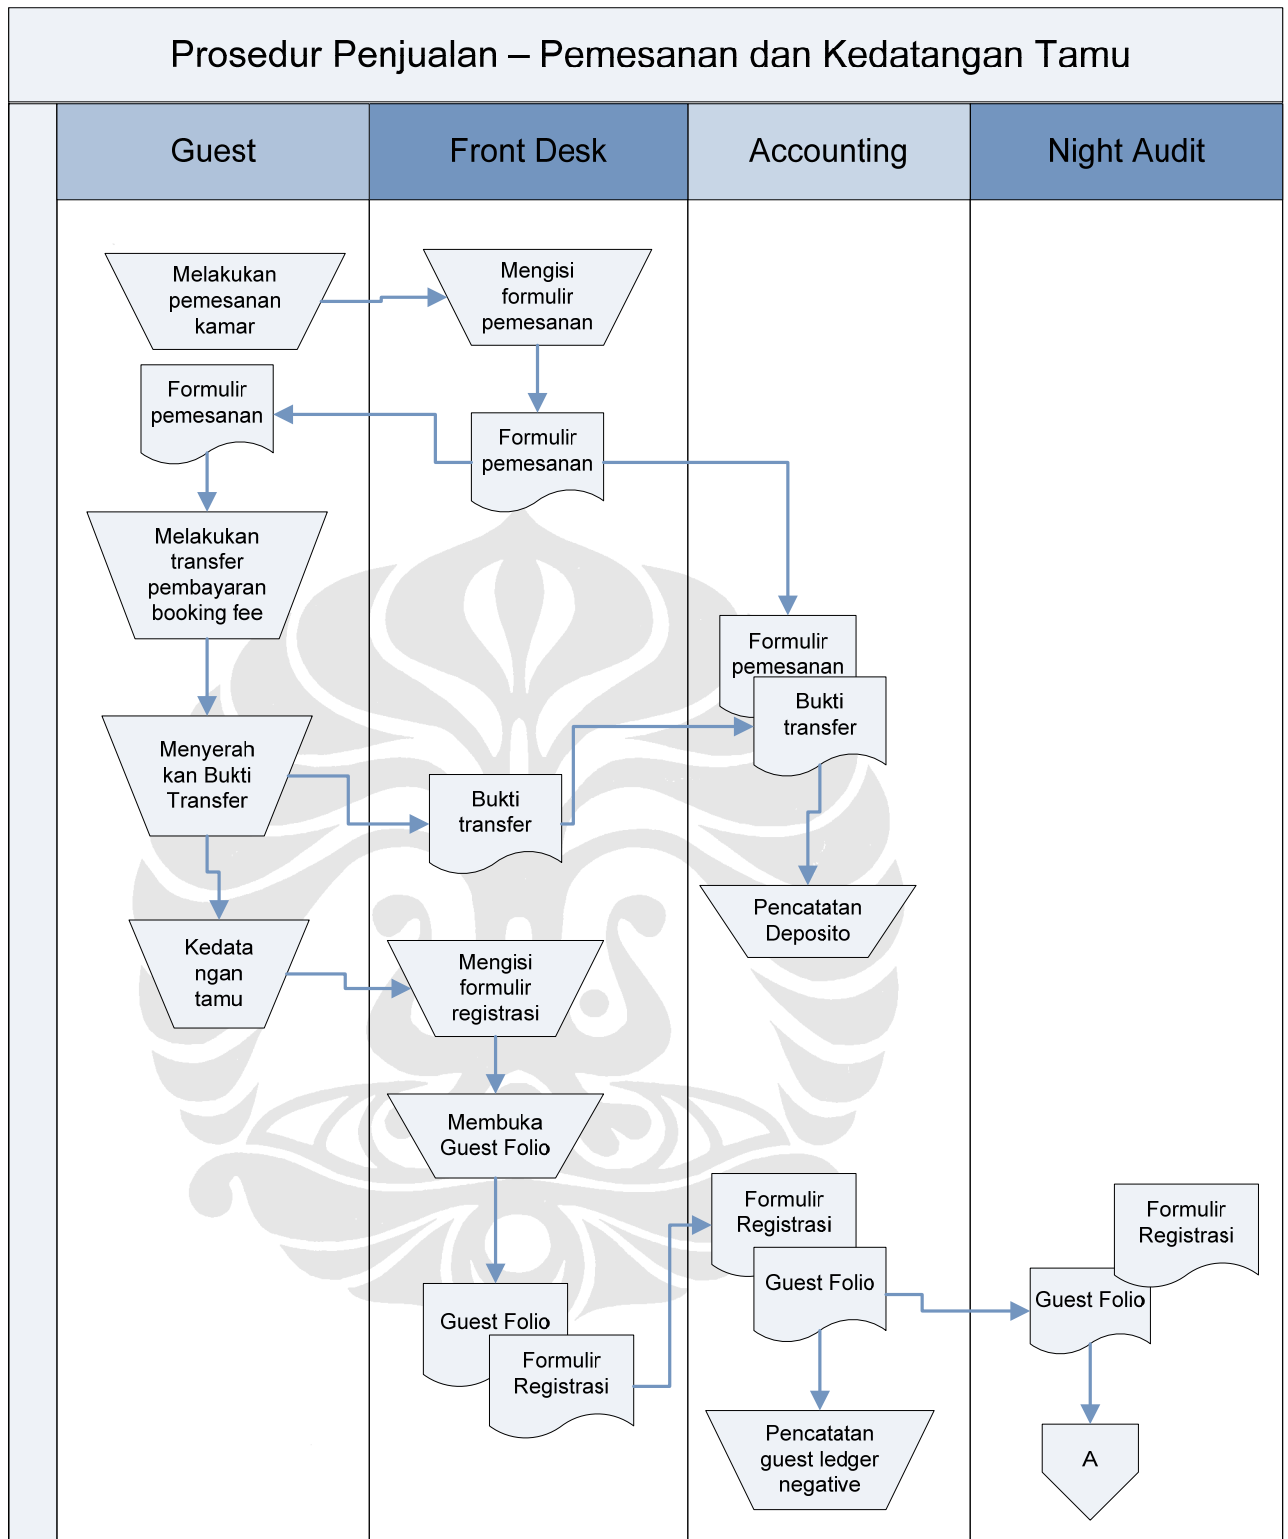 Prosedur Penjualan – Pemesanan dan Kedatangan Tamu
Guest
Front Desk
Accounting
Night Audit
Melakukan
pemesanan
kamar
Mengisi
formulir
pemesanan
Formulir
pemesanan
Formulir
pemesanan
Melakukan
transfer
pembayaran
booking fee
Formulir
pemesanan
Bukti
transfer
Menyerah
kan Bukti
Transfer
Bukti
transfer
Pencatatan
Deposito
Kedata
ngan
tamu
Mengisi
formulir
registrasi
Membuka
Guest Folio
Formulir
Registrasi
Guest Folio
Formulir
Registrasi
Guest Folio
Guest Folio
Formulir
Registrasi
Pencatatan
guest ledger
negative
A